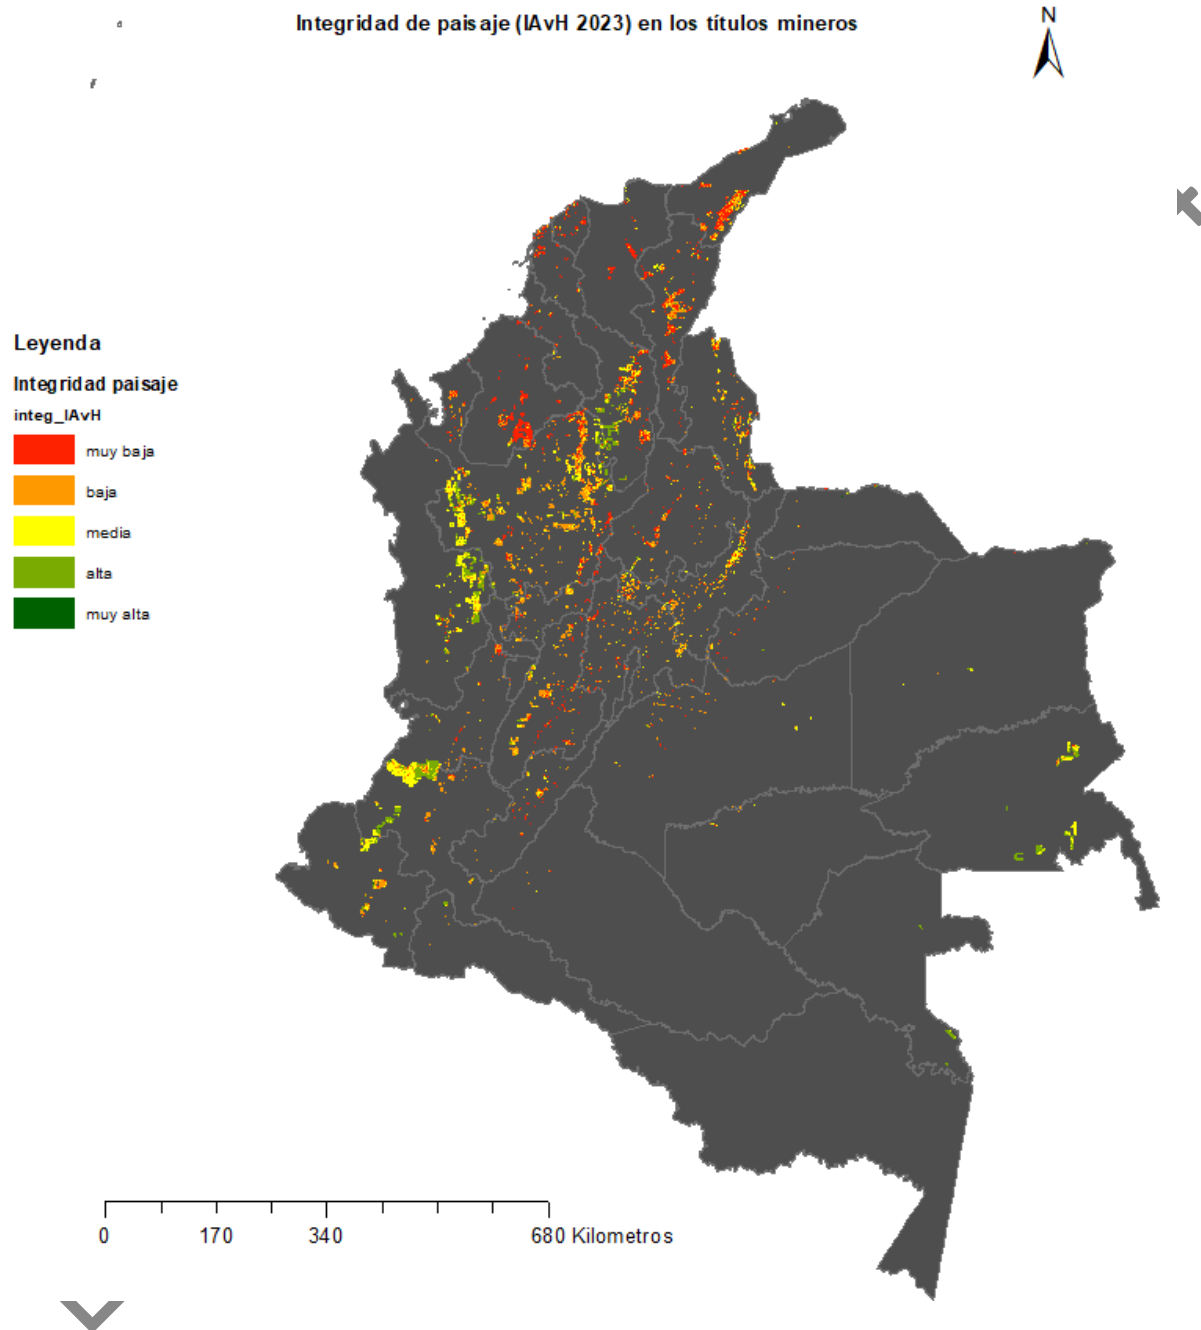 Integridad de paisaje (IAvH 2023) en los títulos mineros
N
Leyenda
Integridad paisaje
integ_IAvH
muy baja
baja
media
alta
muy alta
0 170 340 680 Kilometros